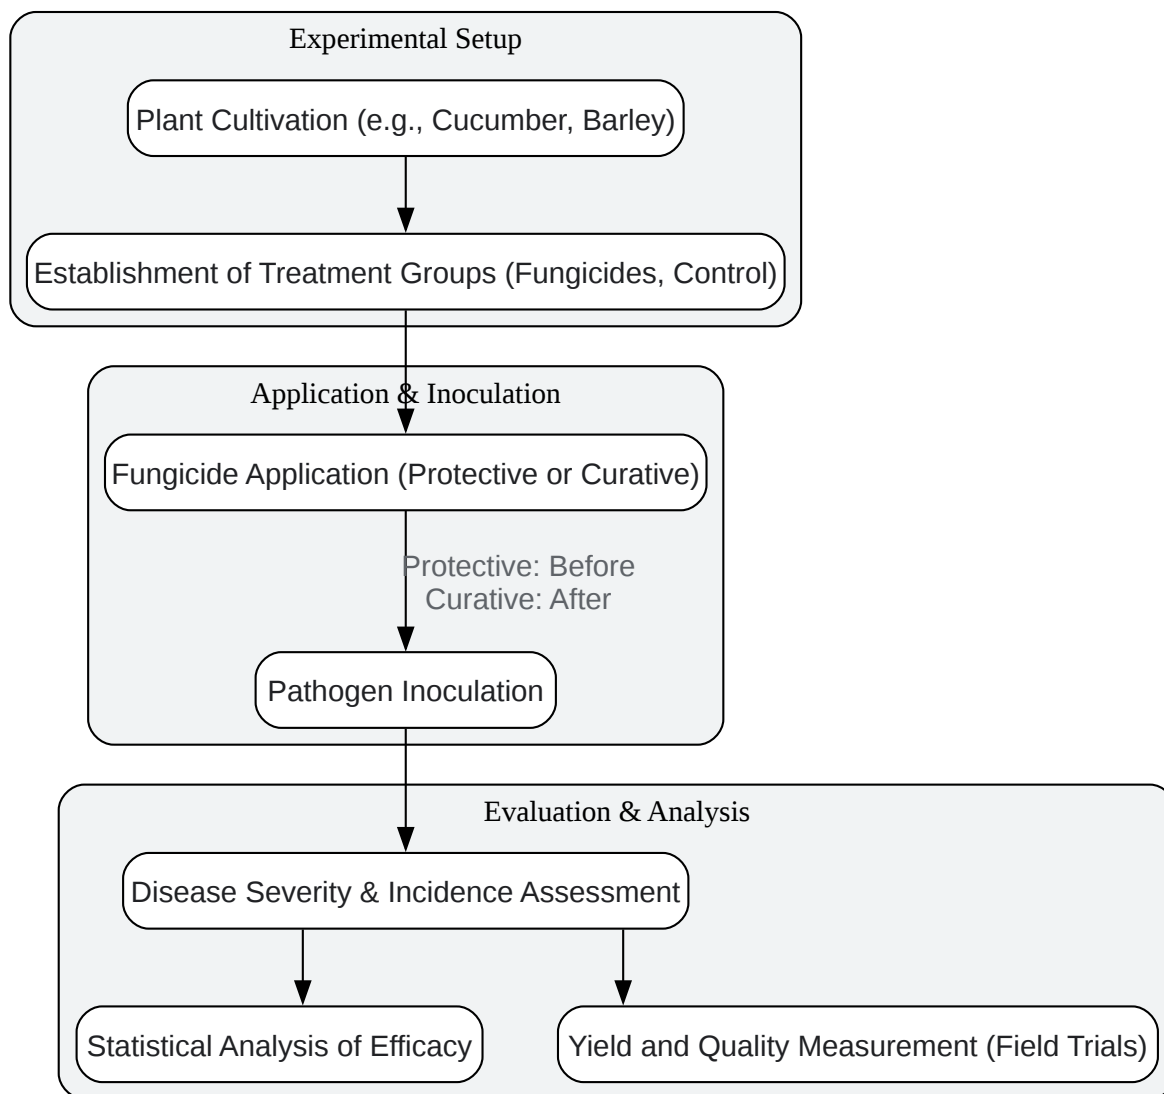 Experimental Setup
Plant Cultivation (e.g., Cucumber, Barley)
Establishment of Treatment Groups (Fungicides, Control)
Application & Inoculation
Fungicide Application (Protective or Curative)
Protective: Before
Curative: After
Pathogen Inoculation
Evaluation & Analysis
Disease Severity & Incidence Assessment
Statistical Analysis of Efficacy
Yield and Quality Measurement (Field Trials)